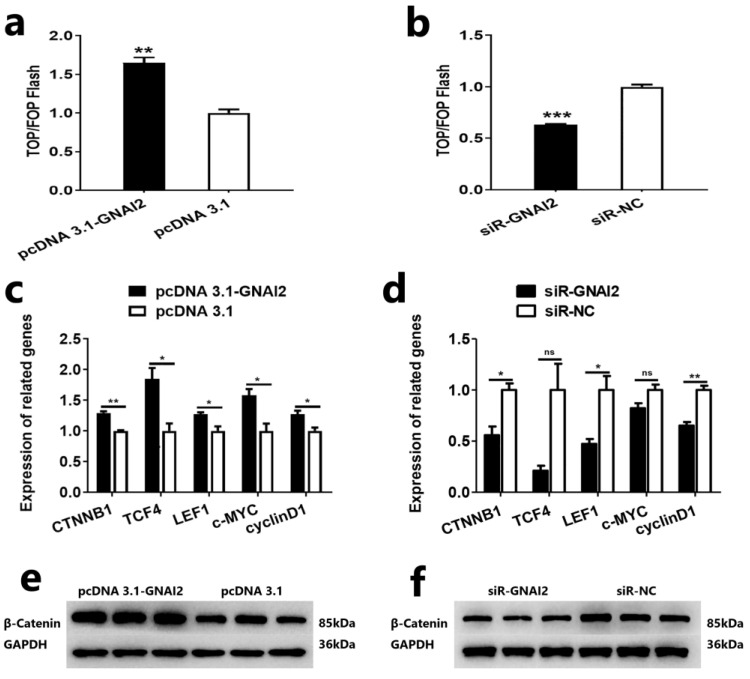 a
TOP/FOP Flash
2.0
1.5
1.0
0.5
0.0
**
pcDNA 3.1-GNAI2
pcDNA 3.1
b
TOP/FOP Flash
1.5
1.0
0.5
0.0
***
siR-GNAI2
siR-NC
c
pcDNA 3.1-GNAI2
pcDNA 3.1
Expression of related genes
2.5
2.0
1.5
1.0
0.5
0.0
**
*
*
*
*
CTNNB1
TCF4
LEF1
c-MYC
cyclinD1
d
siR-GNAI2
siR-NC
Expression of related genes
1.5
1.0
0.5
0.0
*
ns
*
ns
**
CTNNB1
TCF4
LEF1
c-MYC
cyclinD1
e
pcDNA 3.1-GNAI2 pcDNA 3.1
β-Catenin 85kDa
GAPDH 36kDa
f
siR-GNAI2 siR-NC
β-Catenin 85kDa
GAPDH 36kDa